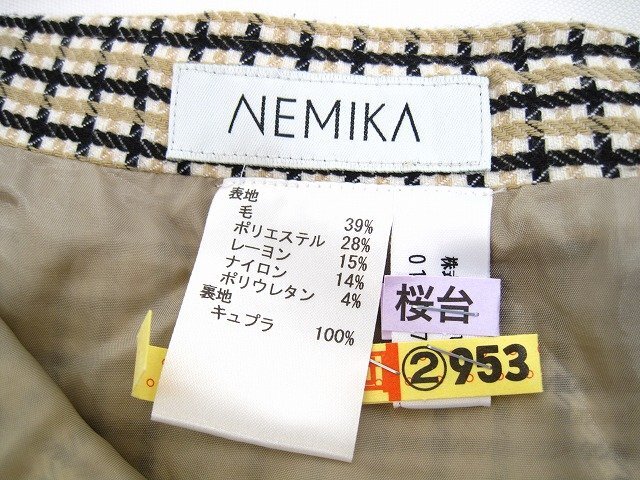 NEMIKA
表地
毛 39%
ポリエステル 28%
レーヨン 15%
ナイロン 14%
ポリウレタン 4%
裏地
キュプラ 100%
桜台
②953